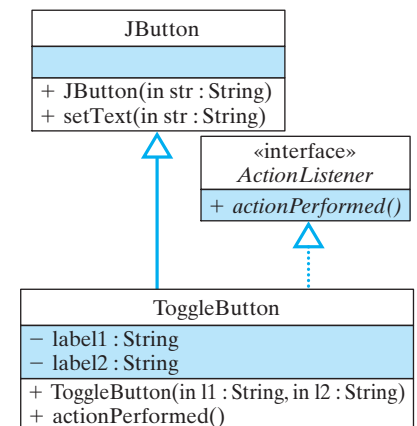 JButton
+ JButton(in str : String)
+ setText(in str : String)
«interface»
ActionListener
+ actionPerformed()
ToggleButton
− label1 : String
− label2 : String
+ ToggleButton(in l1 : String, in l2 : String)
+ actionPerformed()